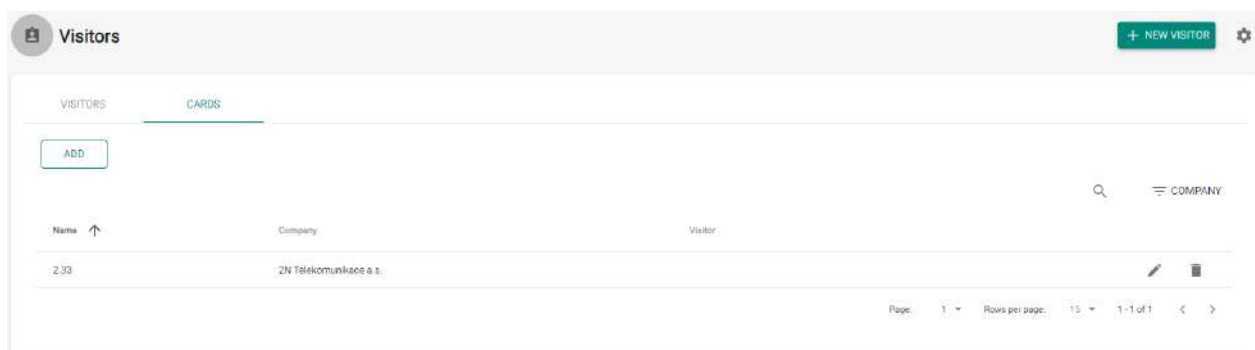 Visitors
+ NEW VISITOR
VISITORS CARDS
ADD
COMPANY
Name Company Visitor
2.33 2N Telekomunikace a.s.
Page: 1 Rows per page: 15 1-1 of 1